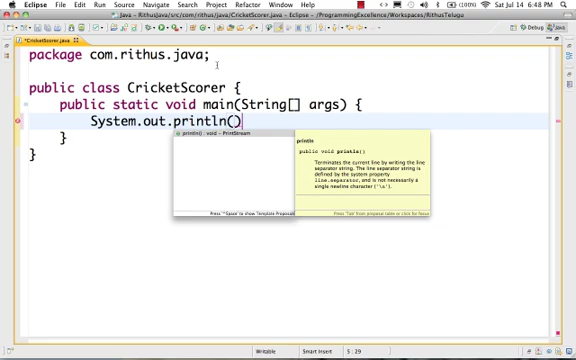 Eclipse File Edit Run Source Search Project Refactor Navigate Window Help (100%) Sat Jul 14 6:48 PM
Java - RithusJava/src/com/rithus/java/CricketScorer.java - Eclipse - /ProgrammingExcellence/Workspaces/RithusTelugu
Debug Java
*CricketScorer.java
package com.rithus.java;
public class CricketScorer {
public static void main(String[] args) {
System.out.println()
}
}
println() : void - PrintStream
println
public void println()
Terminates the current line by writing the line
separator string. The line separator string is
defined by the system property
line.separator, and is not necessarily a
single newline character ('\n').
Press '^Space' to show Template Proposals
Press 'Tab' from proposal table or click for focus
Writable Smart Insert 5 : 29